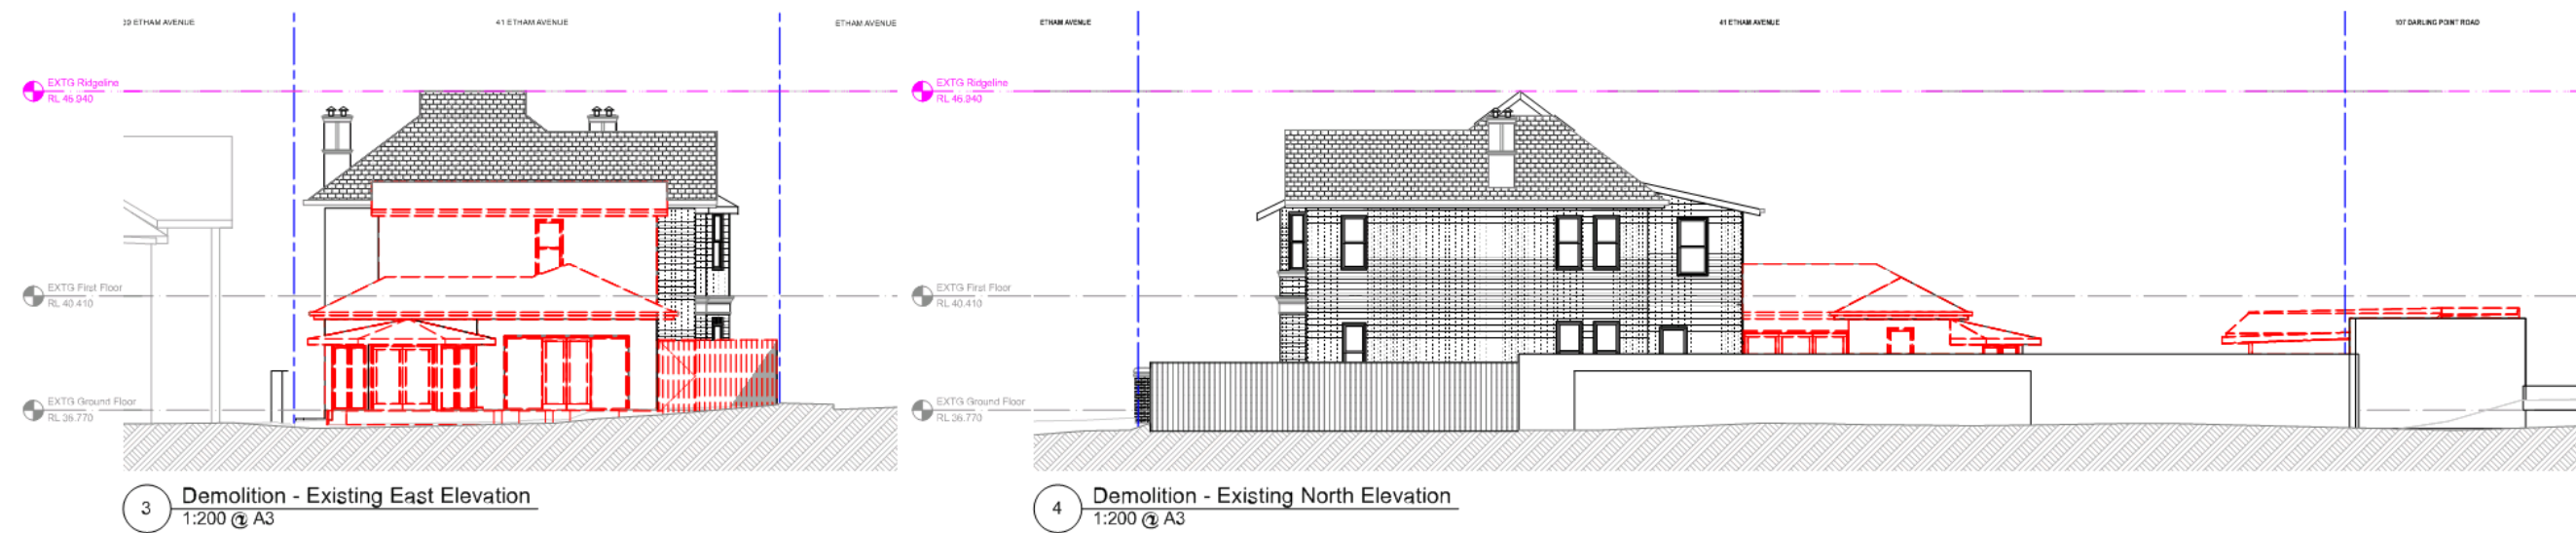 39 ETHAM AVENUE
41 ETHAM AVENUE
ETHAM AVENUE
EXTG Ridgeline
RL 46.940
EXTG First Floor
RL 40.410
EXTG Ground Floor
RL 36.770
3
Demolition - Existing East Elevation
1:200 @ A3
ETHAM AVENUE
41 ETHAM AVENUE
107 DARLING POINT ROAD
EXTG Ridgeline
RL 46.940
EXTG First Floor
RL 40.410
EXTG Ground Floor
RL 36.770
4
Demolition - Existing North Elevation
1:200 @ A3